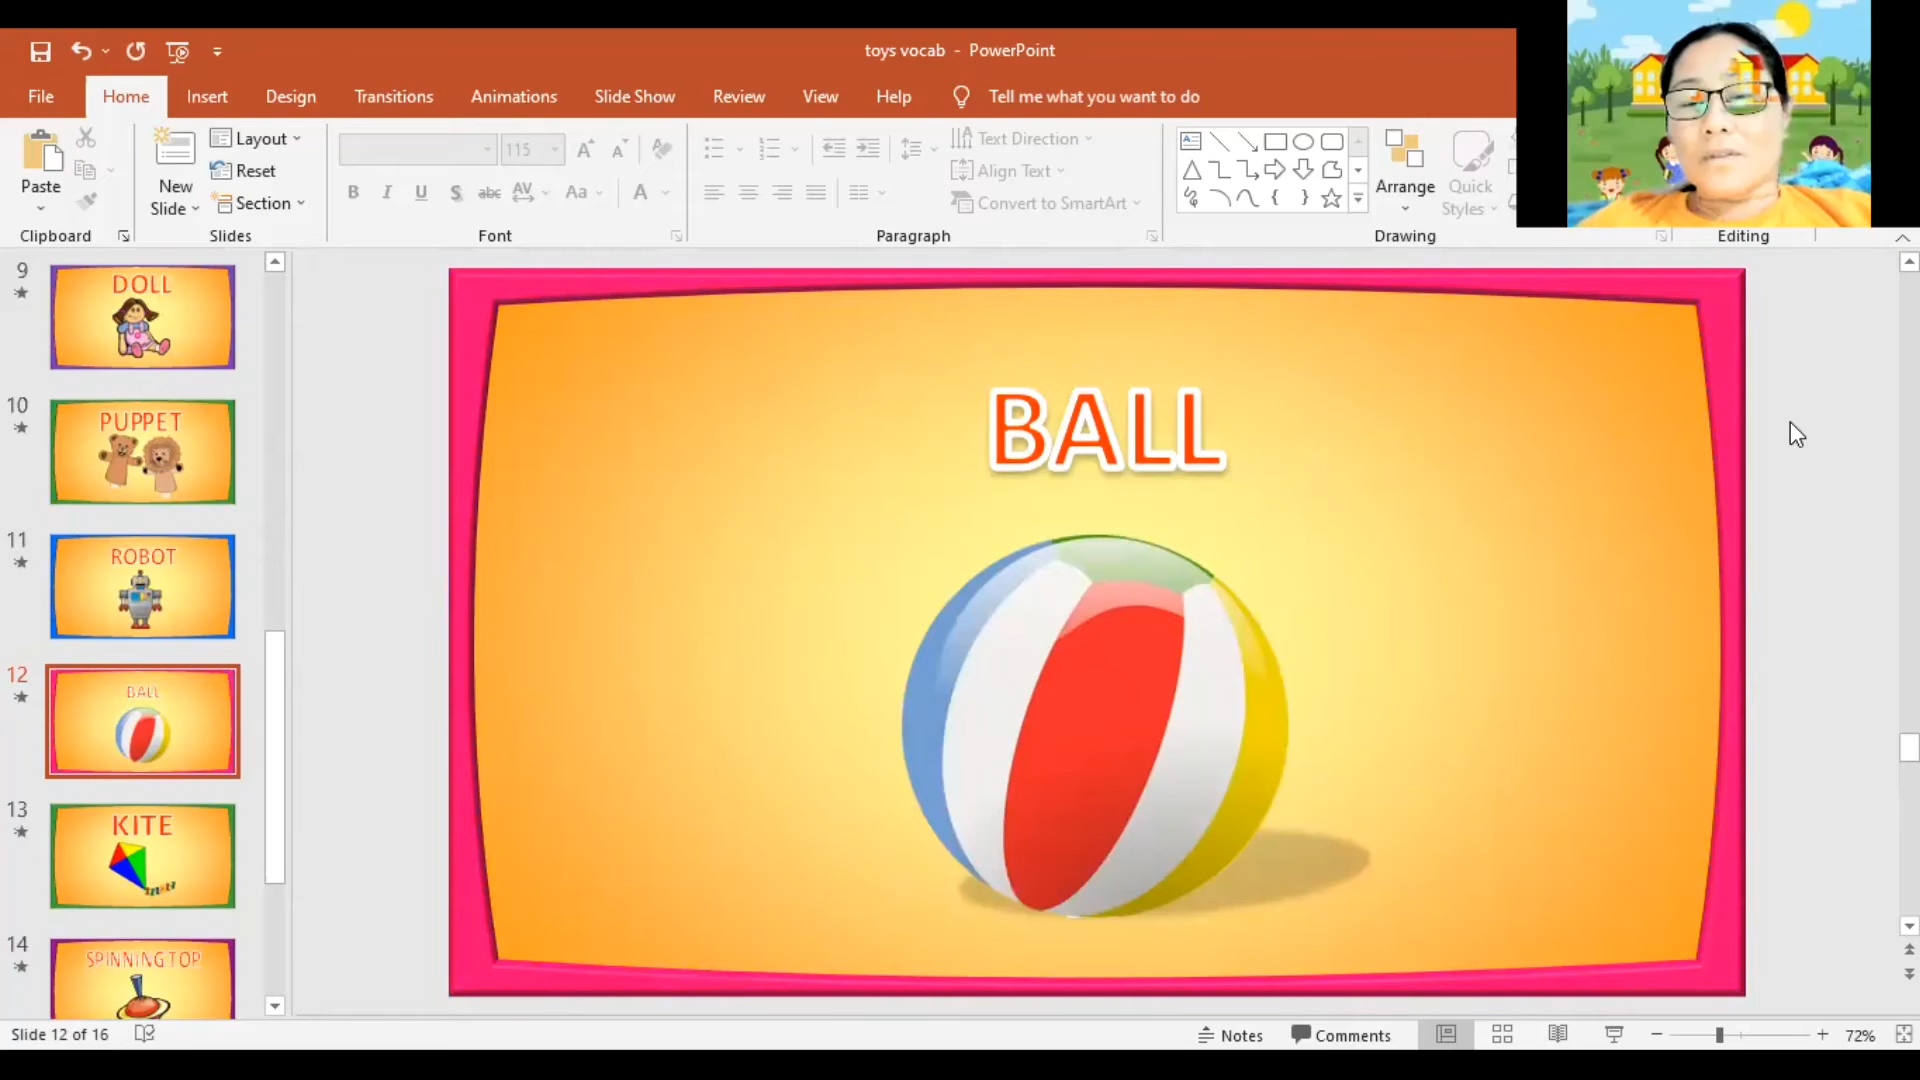 toys vocab - PowerPoint
File Home Insert Design Transitions Animations Slide Show Review View Help Tell me what you want to do
Paste
Clipboard
New Slide
Layout
Reset
Section
Slides
115
B I U S abc AV Aa A
Font
Text Direction
Align Text
Convert to SmartArt
Paragraph
Arrange
Quick Styles
Drawing
Editing
9
DOLL
10
PUPPET
11
ROBOT
12
BALL
13
KITE
14
SPINNING TOP
BALL
Slide 12 of 16
Notes Comments 72%